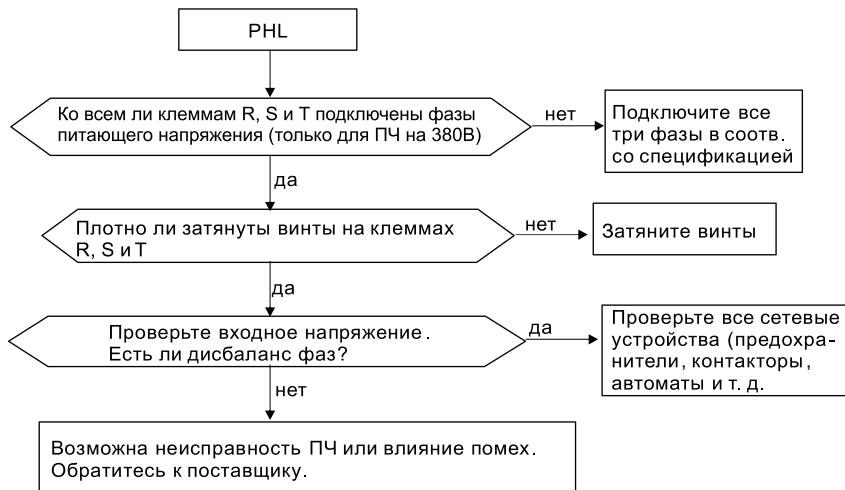 PHL
Ко всем ли клеммам R, S и T подключены фазы
питающего напряжения (только для ПЧ на 380В)
нет
Подключите все
три фазы в соотв.
со спецификацией
да
Плотно ли затянуты винты на клеммах
R, S и T
нет
Затяните винты
да
Проверьте входное напряжение.
Есть ли дисбаланс фаз?
да
Проверьте все сетевые
устройства (предохра-
нители, контакторы,
автоматы и т. д.
нет
Возможна неисправность ПЧ или влияние помех.
Обратитесь к поставщику.